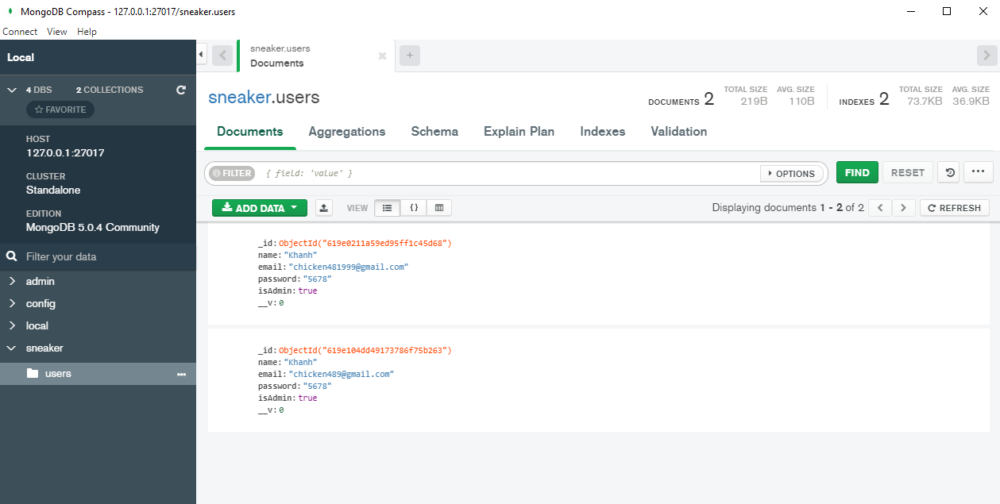 MongoDB Compass - 127.0.0.1:27017/sneaker.users
Connect View Help
Local
4 DBS 2 COLLECTIONS
FAVORITE
HOST
127.0.0.1:27017
CLUSTER
Standalone
EDITION
MongoDB 5.0.4 Community
Filter your data
admin
config
local
sneaker
users
sneaker.users
Documents
sneaker.users
DOCUMENTS 2 TOTAL SIZE 219B AVG. SIZE 110B INDEXES 2 TOTAL SIZE 73.7KB AVG. SIZE 36.9KB
Documents Aggregations Schema Explain Plan Indexes Validation
FILTER { field: 'value' } OPTIONS FIND RESET
ADD DATA VIEW {} Displaying documents 1 - 2 of 2 REFRESH
_id: ObjectId("619e0211a59ed95ff1c45d68")
name: "Khanh"
email: "chicken481999@gmail.com"
password: "5678"
isAdmin: true
__v: 0
_id: ObjectId("619e104dd49173786f75b263")
name: "Khanh"
email: "chicken489@gmail.com"
password: "5678"
isAdmin: true
__v: 0